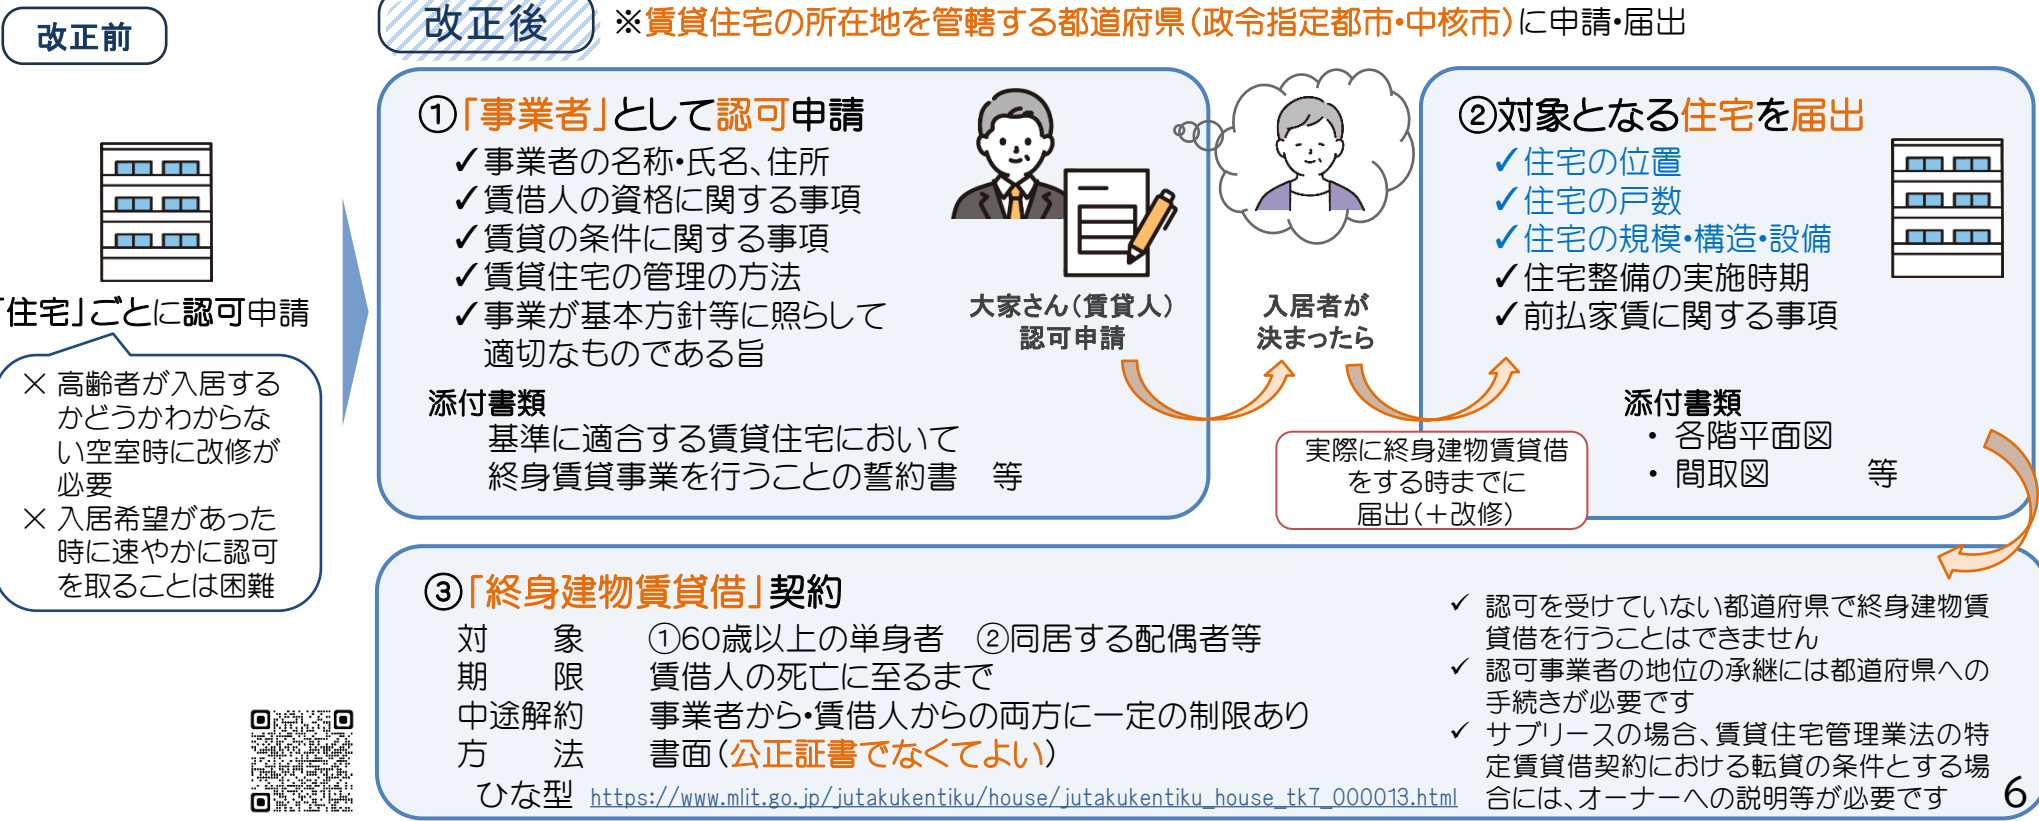 改正前
「住宅」ごとに認可申請
× 高齢者が入居する
かどうかわからな
い空室時に改修が
必要
× 入居希望があった
時に速やかに認可
を取ることは困難
改正後
※賃貸住宅の所在地を管轄する都道府県(政令指定都市・中核市)に申請・届出
①「事業者」として認可申請
✓事業者の名称・氏名、住所
✓賃借人の資格に関する事項
✓賃貸の条件に関する事項
✓賃貸住宅の管理の方法
✓事業が基本方針等に照らして
適切なものである旨
添付書類
基準に適合する賃貸住宅において
終身賃貸事業を行うことの誓約書 等
大家さん(賃貸人)
認可申請
入居者が
決まったら
実際に終身建物賃貸借
をする時までに
届出(+改修)
②対象となる住宅を届出
✓住宅の位置
✓住宅の戸数
✓住宅の規模・構造・設備
✓住宅整備の実施時期
✓前払家賃に関する事項
添付書類
・ 各階平面図
・ 間取図 等
③「終身建物賃貸借」契約
対 象 ①60歳以上の単身者 ②同居する配偶者等
期 限 賃借人の死亡に至るまで
中途解約 事業者から・賃借人からの両方に一定の制限あり
方 法 書面(公正証書でなくてよい)
ひな型 https://www.mlit.go.jp/jutakukentiku/house/jutakukentiku_house_tk7_000013.html
✓ 認可を受けていない都道府県で終身建物賃
貸借を行うことはできません
✓ 認可事業者の地位の承継には都道府県への
手続きが必要です
✓ サブリースの場合、賃貸住宅管理業法の特
定賃貸借契約における転貸の条件とする場
合には、オーナーへの説明等が必要です
6